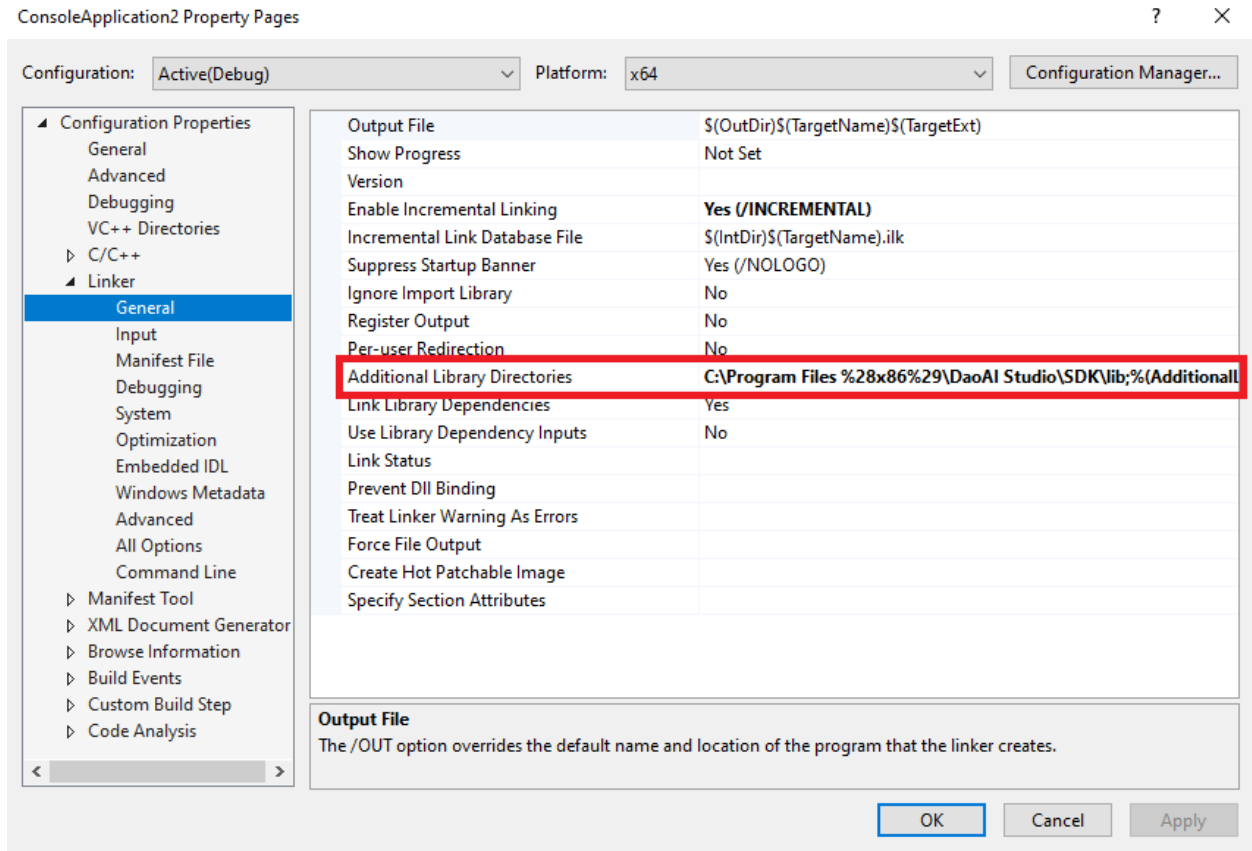 ConsoleApplication2 Property Pages
? ×
Configuration: Active(Debug) Platform: x64 Configuration Manager...
Configuration Properties
General
Advanced
Debugging
VC++ Directories
C/C++
Linker
General
Input
Manifest File
Debugging
System
Optimization
Embedded IDL
Windows Metadata
Advanced
All Options
Command Line
Manifest Tool
XML Document Generator
Browse Information
Build Events
Custom Build Step
Code Analysis
Output File $(OutDir)$(TargetName)$(TargetExt)
Show Progress Not Set
Version
Enable Incremental Linking Yes (/INCREMENTAL)
Incremental Link Database File $(IntDir)$(TargetName).ilk
Suppress Startup Banner Yes (/NOLOGO)
Ignore Import Library No
Register Output No
Per-user Redirection No
Additional Library Directories C:\Program Files %28x86%29\DaoAI Studio\SDK\lib;%(AdditionalL
Link Library Dependencies Yes
Use Library Dependency Inputs No
Link Status
Prevent Dll Binding
Treat Linker Warning As Errors
Force File Output
Create Hot Patchable Image
Specify Section Attributes
Output File
The /OUT option overrides the default name and location of the program that the linker creates.
OK Cancel Apply